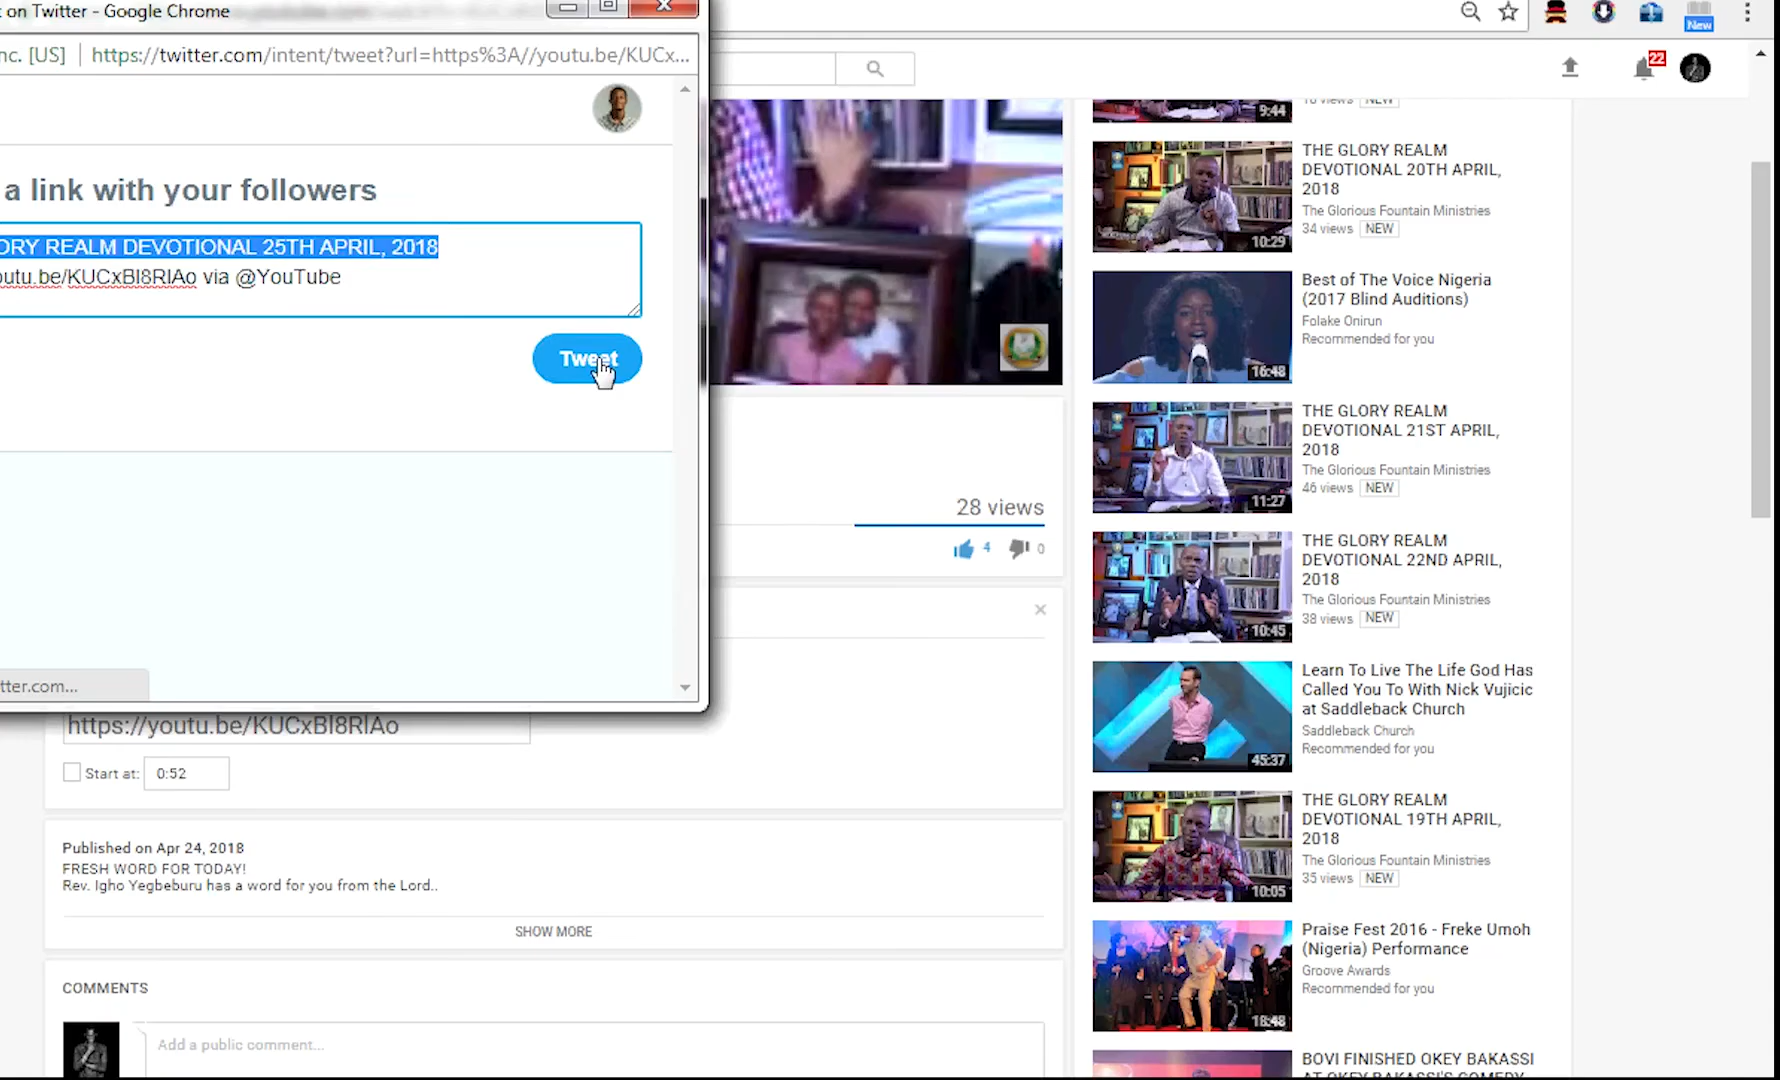 t on Twitter - Google Chrome
nc. [US]
https://twitter.com/intent/tweet?url=https%3A//youtu.be/KUCx...
New
22
a link with your followers
ORY REALM DEVOTIONAL 25TH APRIL, 2018
outu.be/KUCxBl8RlAo via @YouTube
Tweet
tter.com...
28 views
4
0
https://youtu.be/KUCxBl8RlAo
Start at: 0:52
Published on Apr 24, 2018
FRESH WORD FOR TODAY!
Rev. Igho Yegbeburu has a word for you from the Lord..
SHOW MORE
COMMENTS
Add a public comment...
9:44
NEW
THE GLORY REALM
DEVOTIONAL 20TH APRIL,
2018
The Glorious Fountain Ministries
34 views NEW
10:29
Best of The Voice Nigeria
(2017 Blind Auditions)
Folake Onirun
Recommended for you
16:48
THE GLORY REALM
DEVOTIONAL 21ST APRIL,
2018
The Glorious Fountain Ministries
46 views NEW
11:27
THE GLORY REALM
DEVOTIONAL 22ND APRIL,
2018
The Glorious Fountain Ministries
38 views NEW
10:45
Learn To Live The Life God Has
Called You To With Nick Vujicic
at Saddleback Church
Saddleback Church
Recommended for you
45:37
THE GLORY REALM
DEVOTIONAL 19TH APRIL,
2018
The Glorious Fountain Ministries
35 views NEW
10:05
Praise Fest 2016 - Freke Umoh
(Nigeria) Performance
Groove Awards
Recommended for you
18:48
BOVI FINISHED OKEY BAKASSI
AT OKEY BAKASSI'S COMEDY